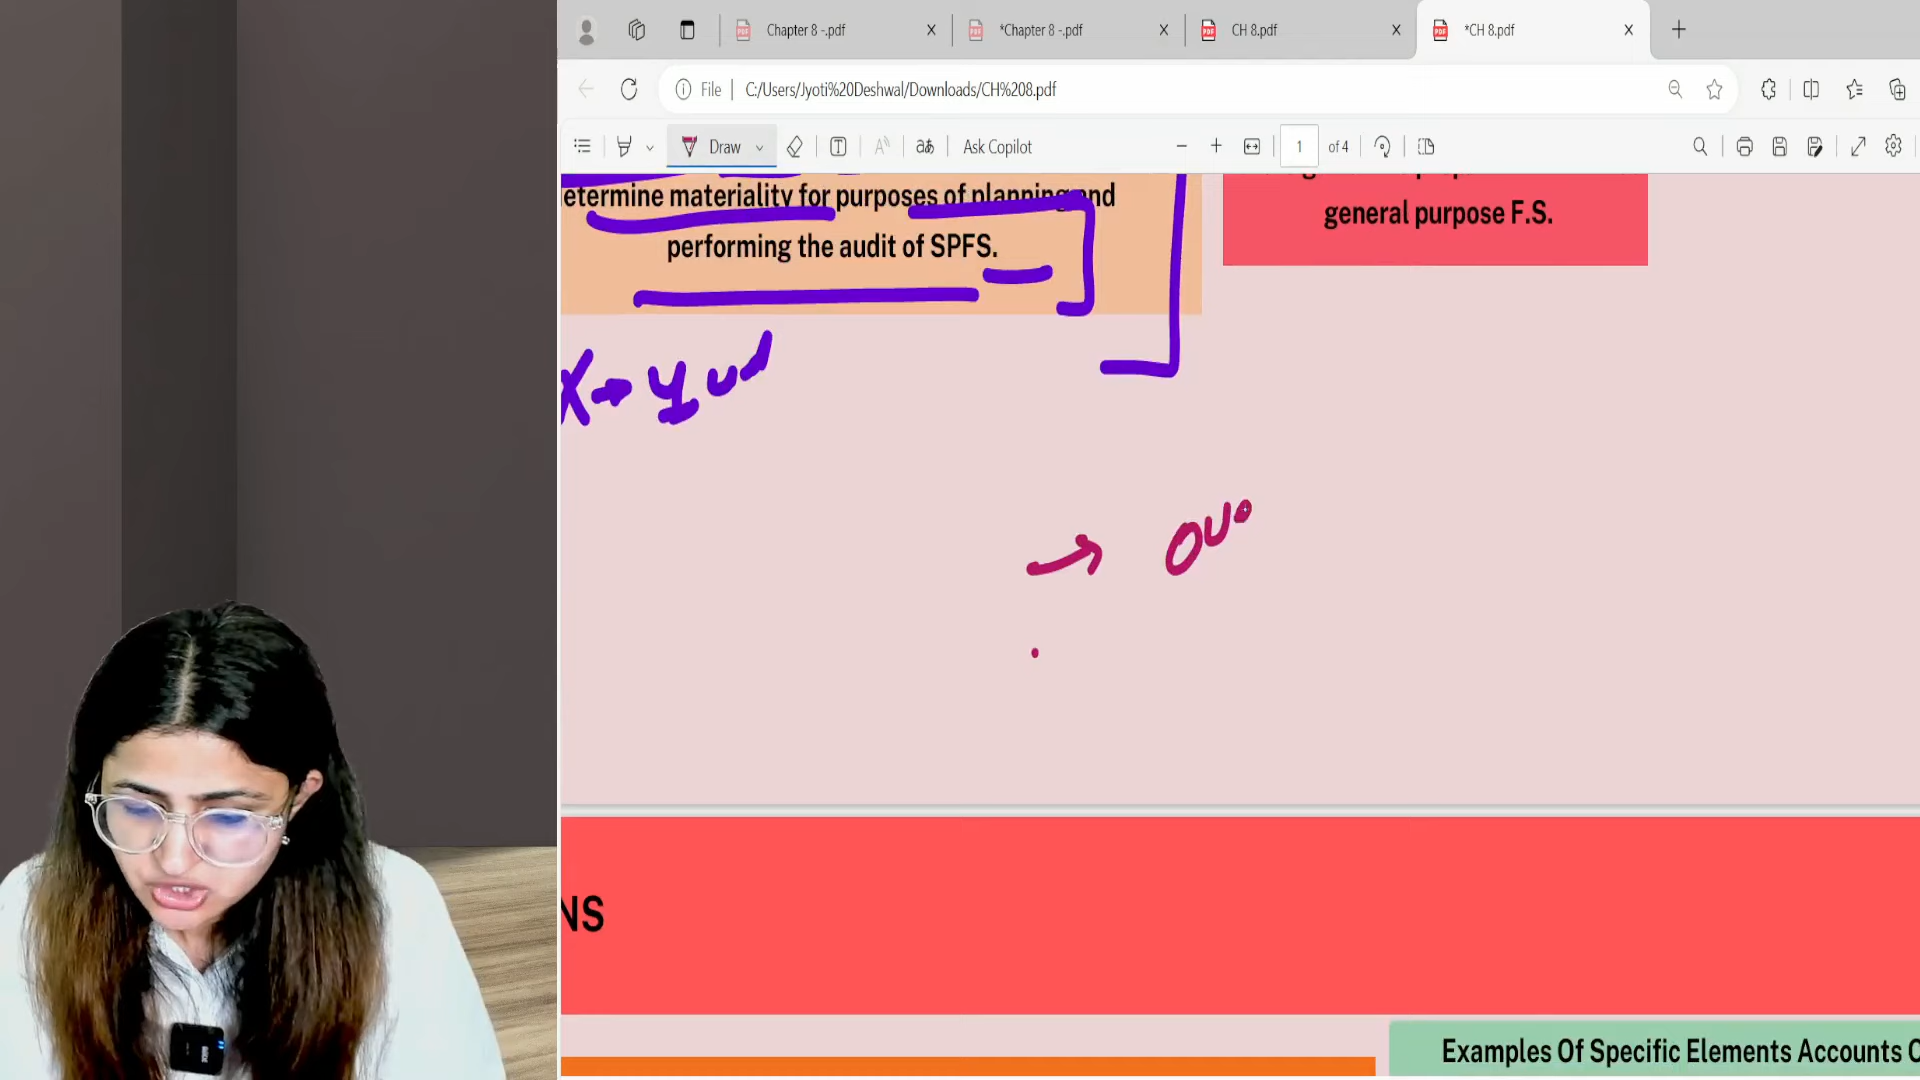 Chapter 8 -.pdf
*Chapter 8 -.pdf
CH 8.pdf
*CH 8.pdf
File
C:/Users/Jyoti%20Deshwal/Downloads/CH%208.pdf
Draw
Ask Copilot
1 of 4
etermine materiality for purposes of planning and
performing the audit of SPFS.
general purpose F.S.
X → y
NS
Examples Of Specific Elements Accounts